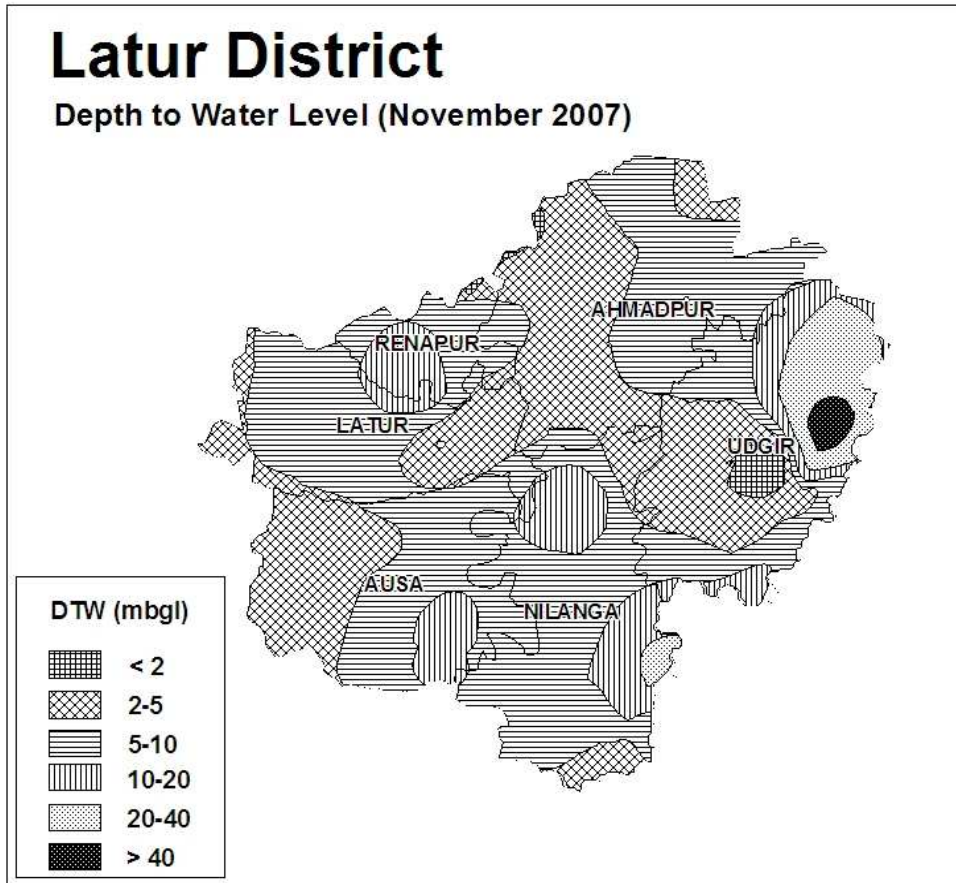 Latur District
Depth to Water Level (November 2007)
AHMADPUR
RENAPUR
LATUR
UDGIR
AUSA
NILANGA
DTW (mbgl)
< 2
2-5
5-10
10-20
20-40
> 40